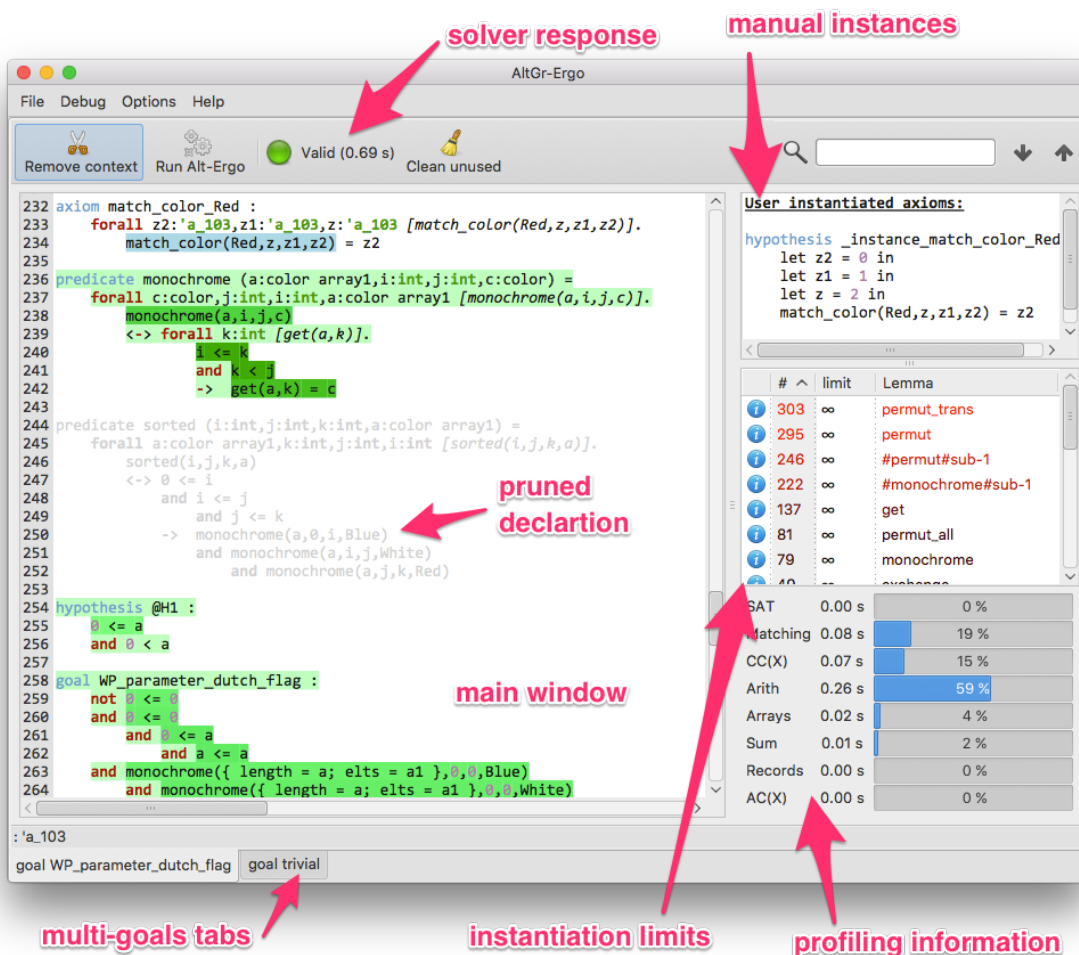 solver response
manual instances
AltGr-Ergo
File Debug Options Help
Remove context
Run Alt-Ergo
Valid (0.69 s)
Clean unused
232 axiom match_color_Red :
233 forall z2:'a_103,z1:'a_103,z:'a_103 [match_color(Red,z,z1,z2)].
234 match_color(Red,z,z1,z2) = z2
235
236 predicate monochrome (a:color array1,i:int,j:int,c:color) =
237 forall c:color,j:int,i:int,a:color array1 [monochrome(a,i,j,c)].
238 monochrome(a,i,j,c)
239 <-> forall k:int [get(a,k)].
240 i <= k
241 and k < j
242 -> get(a,k) = c
243
244 predicate sorted (i:int,j:int,k:int,a:color array1) =
245 forall a:color array1,k:int,j:int,i:int [sorted(i,j,k,a)].
246 sorted(i,j,k,a)
247 <-> 0 <= i
248 and i <= j
249 and j <= k
250 -> monochrome(a,0,i,Blue)
251 and monochrome(a,i,j,White)
252 and monochrome(a,j,k,Red)
253
254 hypothesis @H1 :
255 0 <= a
256 and 0 < a
257
258 goal WP_parameter_dutch_flag :
259 not 0 <= 0
260 and 0 <= 0
261 and 0 <= a
262 and a <= a
263 and monochrome({ length = a; elts = a1 },0,0,Blue)
264 and monochrome({ length = a; elts = a1 },0,0,White)
pruned
declartion
main window
User instantiated axioms:
hypothesis _instance_match_color_Red
let z2 = 0 in
let z1 = 1 in
let z = 2 in
match_color(Red,z,z1,z2) = z2
# limit Lemma
303 ∞ permut_trans
295 ∞ permut
246 ∞ #permut#sub-1
222 ∞ #monochrome#sub-1
137 ∞ get
81 ∞ permut_all
79 ∞ monochrome
SAT 0.00 s 0 %
Matching 0.08 s 19 %
CC(X) 0.07 s 15 %
Arith 0.26 s 59 %
Arrays 0.02 s 4 %
Sum 0.01 s 2 %
Records 0.00 s 0 %
AC(X) 0.00 s 0 %
: 'a_103
goal WP_parameter_dutch_flag
goal trivial
multi-goals tabs
instantiation limits
profiling information